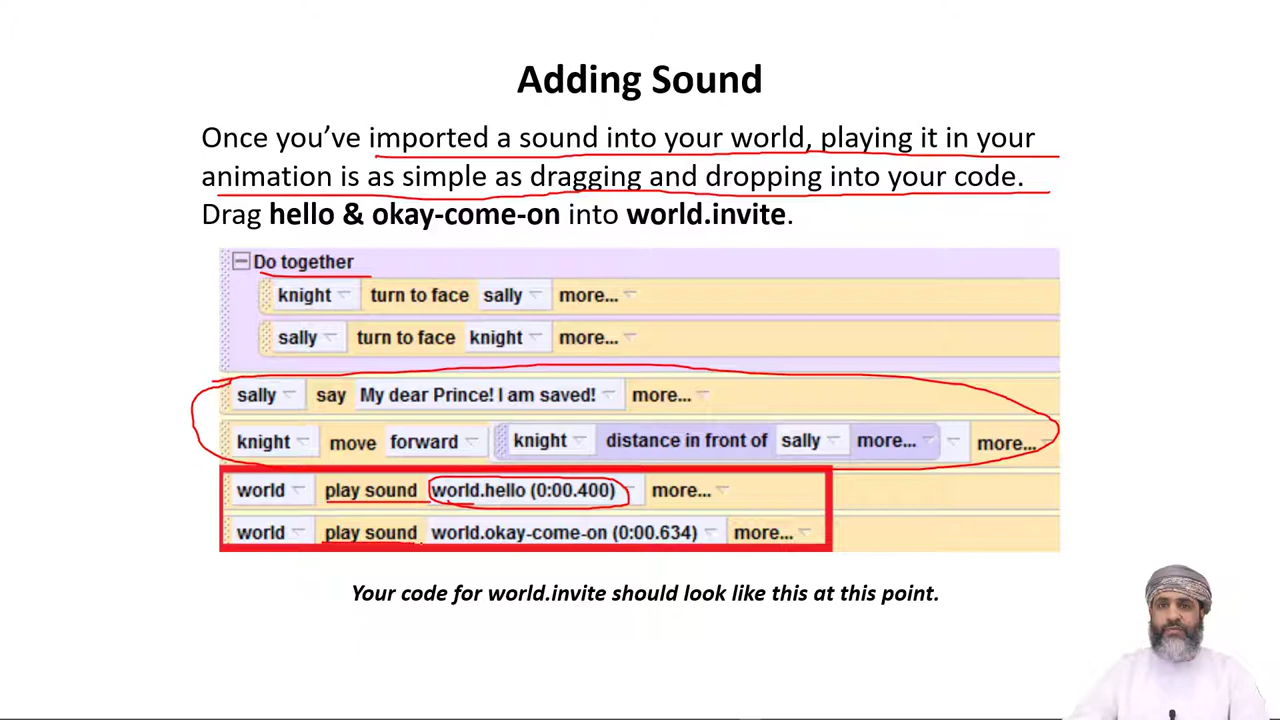 Adding Sound
Once you’ve imported a sound into your world, playing it in your
animation is as simple as dragging and dropping into your code.
Drag hello & okay-come-on into world.invite.
Do together
knight turn to face sally more...
sally turn to face knight more...
sally say My dear Prince! I am saved! more...
knight move forward knight distance in front of sally more... more...
world play sound world.hello (0:00.400) more...
world play sound world.okay-come-on (0:00.634) more...
Your code for world.invite should look like this at this point.